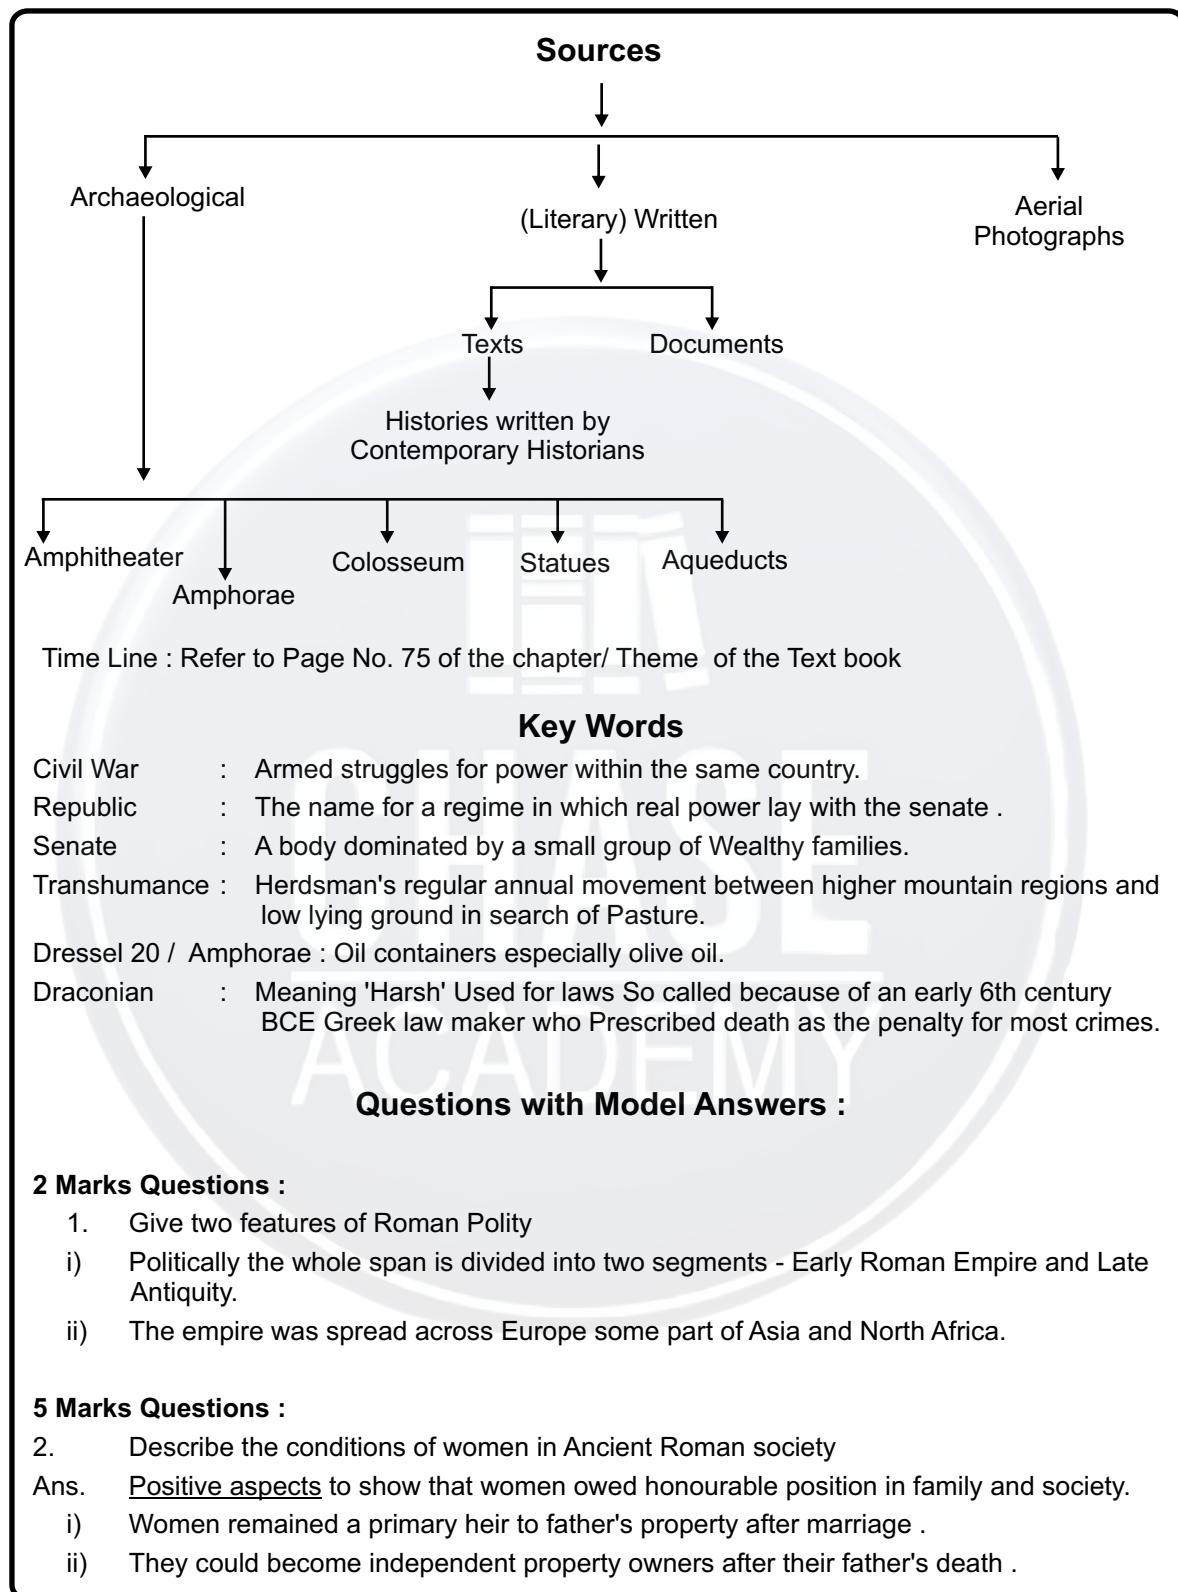 Sources
Archaeological
(Literary) Written
Aerial
Photographs
Texts
Documents
Histories written by
Contemporary Historians
Amphitheater
Amphorae
Colosseum
Statues
Aqueducts
Time Line : Refer to Page No. 75 of the chapter/ Theme of the Text book
Key Words
Civil War : Armed struggles for power within the same country.
Republic : The name for a regime in which real power lay with the senate .
Senate : A body dominated by a small group of Wealthy families.
Transhumance : Herdsman's regular annual movement between higher mountain regions and
low lying ground in search of Pasture.
Dressel 20 / Amphorae : Oil containers especially olive oil.
Draconian : Meaning 'Harsh' Used for laws So called because of an early 6th century
BCE Greek law maker who Prescribed death as the penalty for most crimes.
CHASE
ACADEMY
Questions with Model Answers :
2 Marks Questions :
1. Give two features of Roman Polity
i) Politically the whole span is divided into two segments - Early Roman Empire and Late
Antiquity.
ii) The empire was spread across Europe some part of Asia and North Africa.
5 Marks Questions :
2. Describe the conditions of women in Ancient Roman society
Ans. Positive aspects to show that women owed honourable position in family and society.
i) Women remained a primary heir to father's property after marriage .
ii) They could become independent property owners after their father's death .